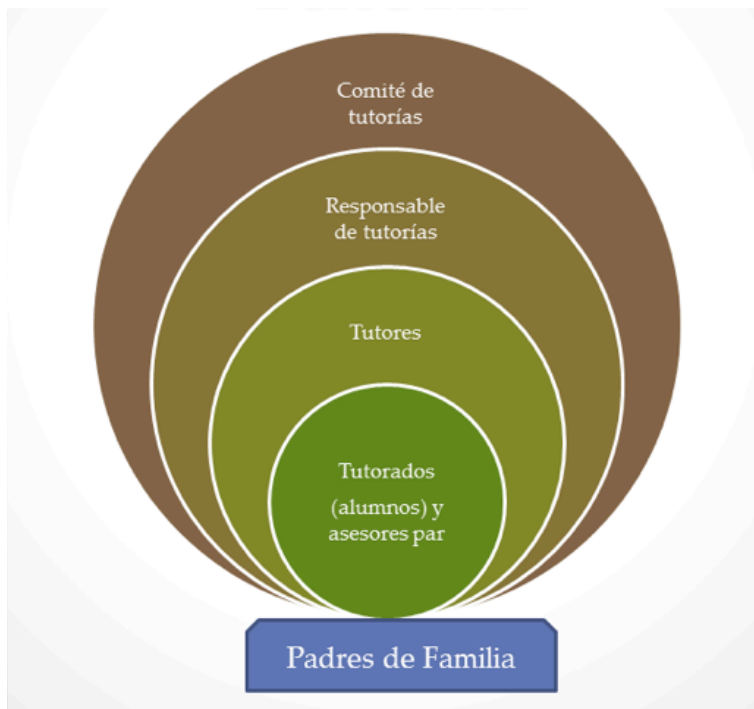 Comité de
tutorías
Responsable
de tutorías
Tutores
Tutorados
(alumnos) y
asesores par
Padres de Familia